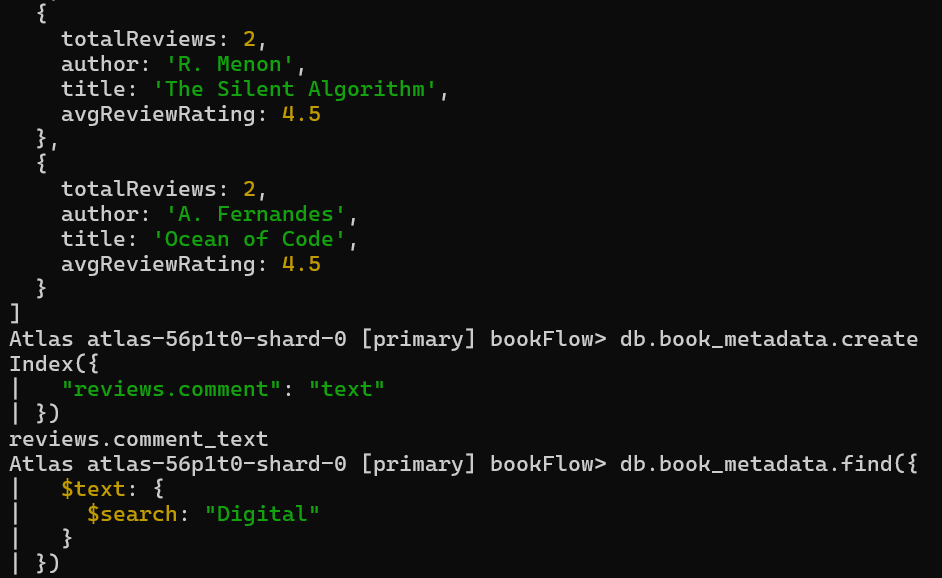 {
totalReviews: 2,
author: 'R. Menon',
title: 'The Silent Algorithm',
avgReviewRating: 4.5
},
{
totalReviews: 2,
author: 'A. Fernandes',
title: 'Ocean of Code',
avgReviewRating: 4.5
}
]
Atlas atlas-56p1t0-shard-0 [primary] bookFlow> db.book_metadata.create
Index({
|   "reviews.comment": "text"
| })
reviews.comment_text
Atlas atlas-56p1t0-shard-0 [primary] bookFlow> db.book_metadata.find({
|   $text: {
|     $search: "Digital"
|   }
| })